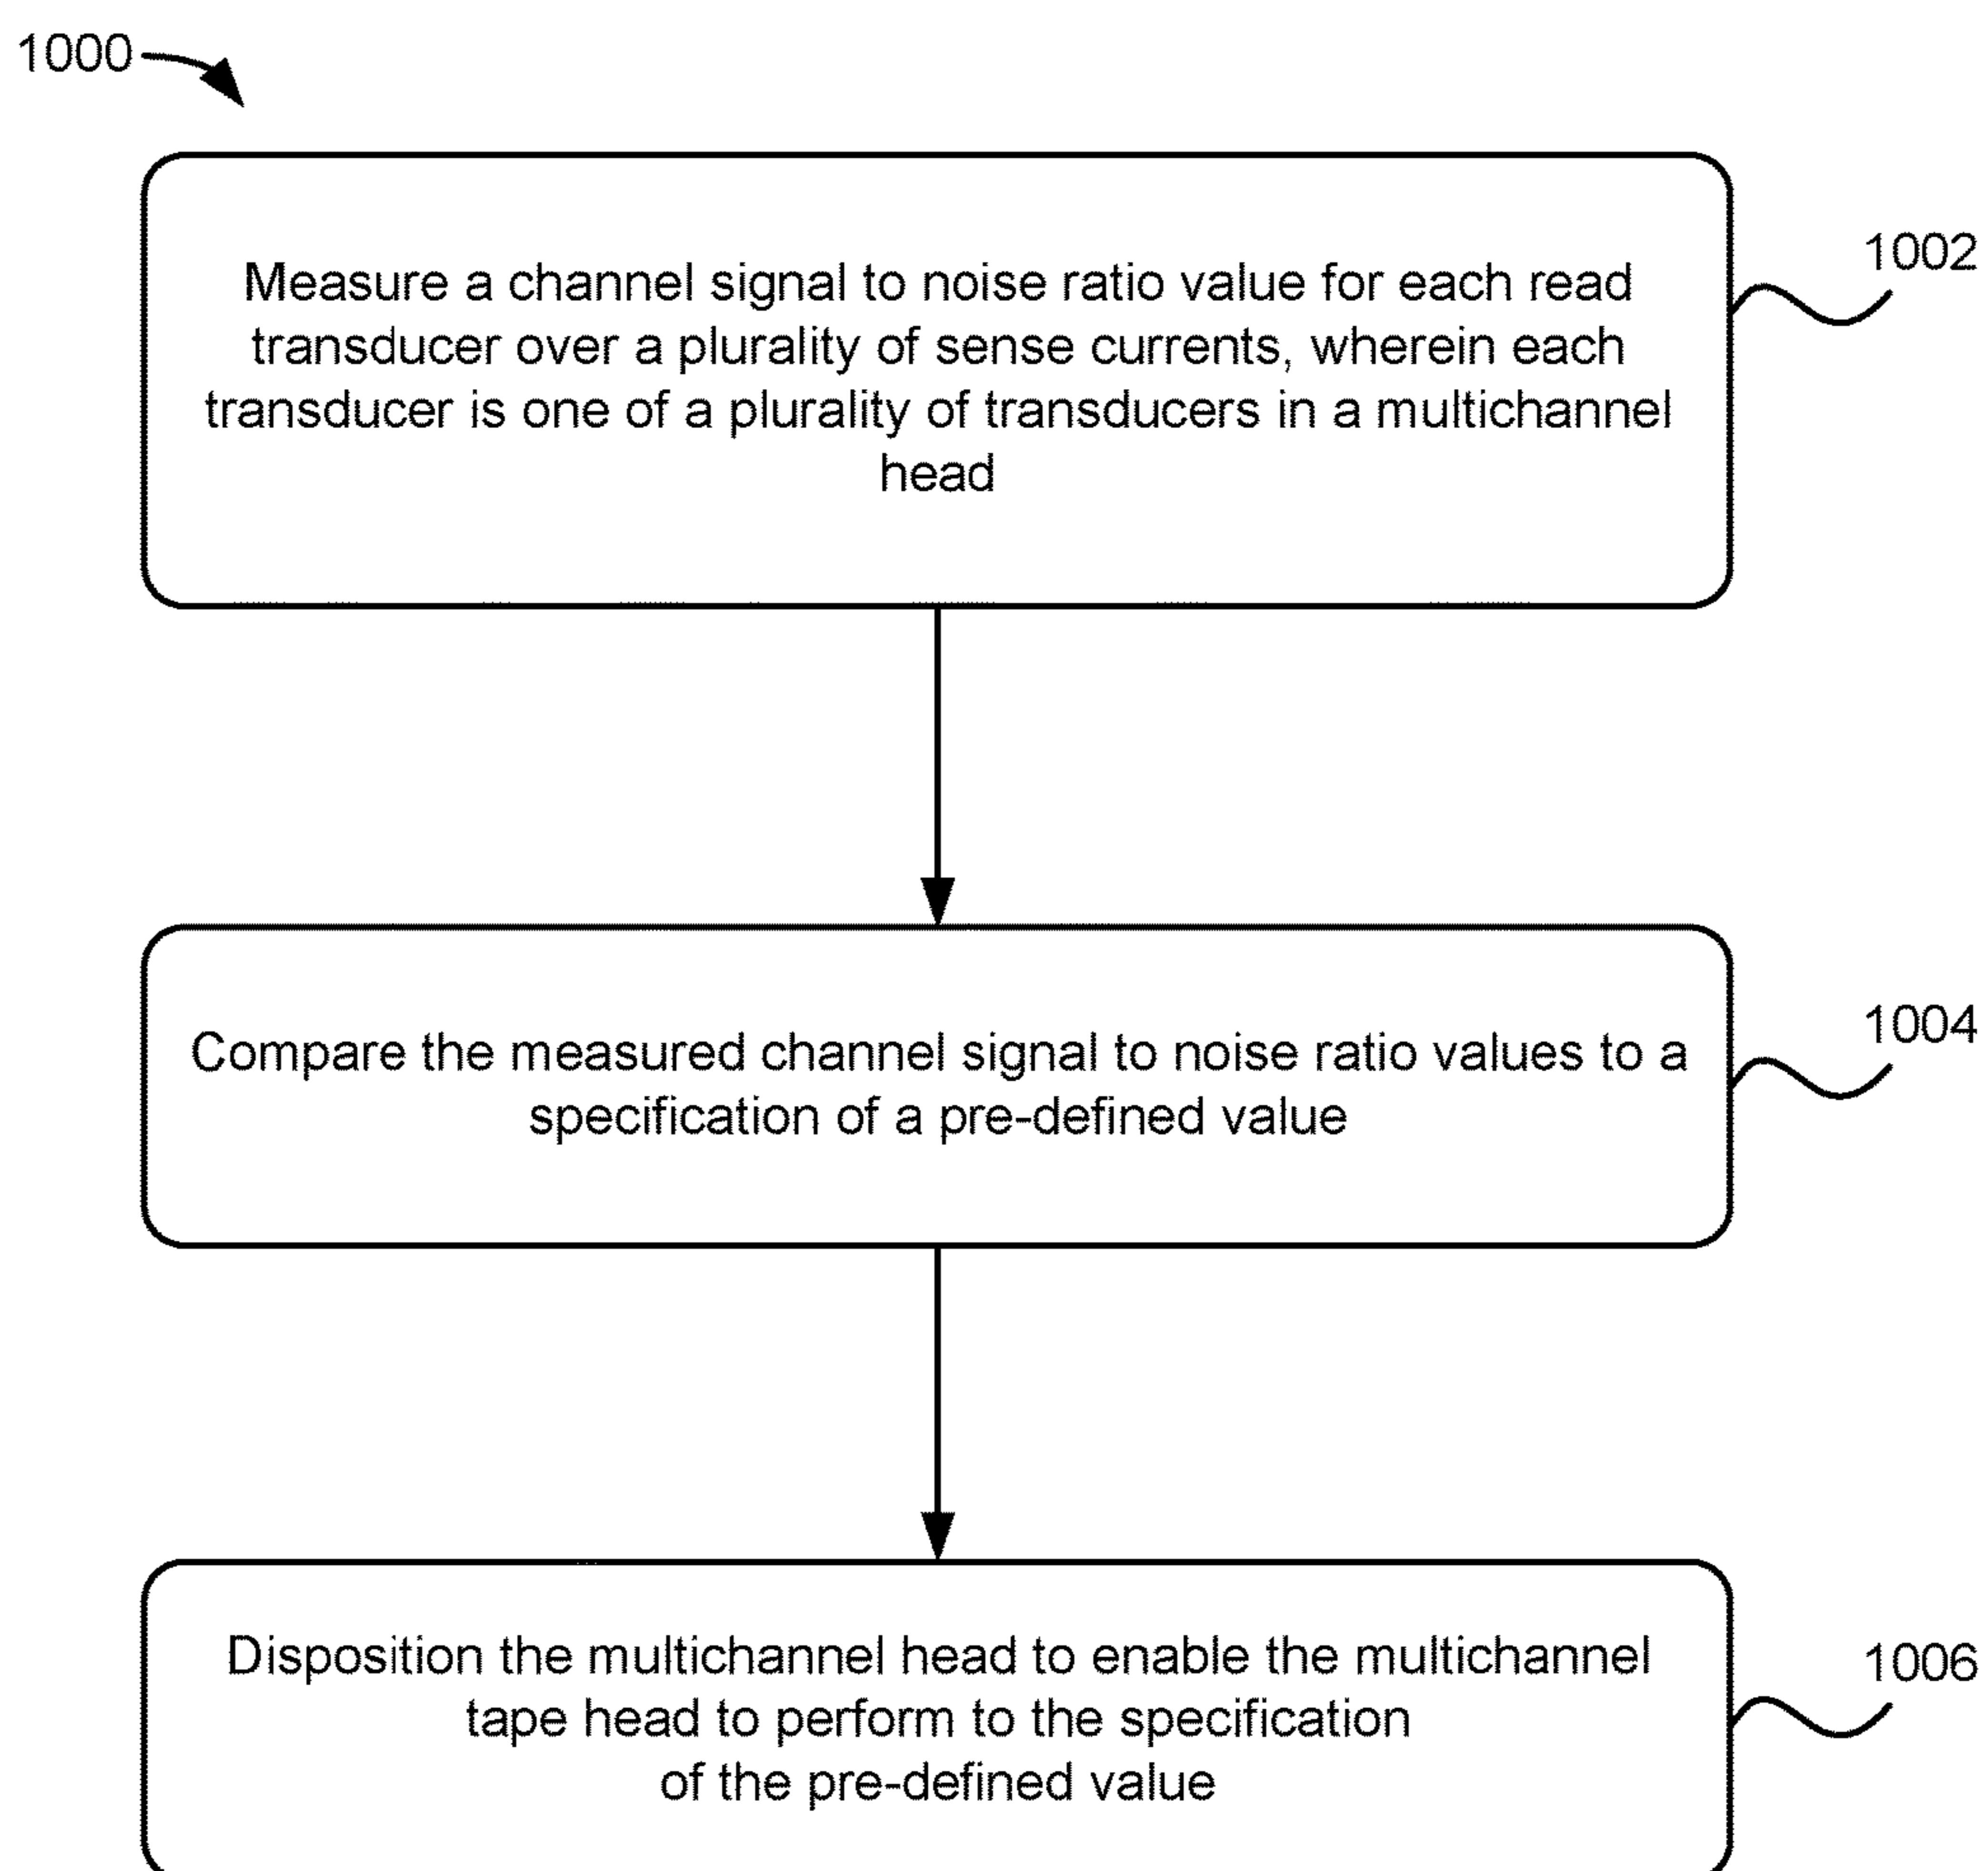 1000
Measure a channel signal to noise ratio value for each read
transducer over a plurality of sense currents, wherein each
transducer is one of a plurality of transducers in a multichannel
head
1002
Compare the measured channel signal to noise ratio values to a
specification of a pre-defined value
1004
Disposition the multichannel head to enable the multichannel
tape head to perform to the specification
of the pre-defined value
1006